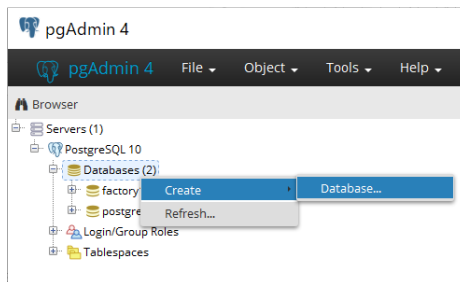 pgAdmin 4
pgAdmin 4 File Object Tools Help
Browser
Servers (1)
PostgreSQL 10
Databases (2)
factory
Create
Database...
postgre
Refresh...
Login/Group Roles
Tablespaces